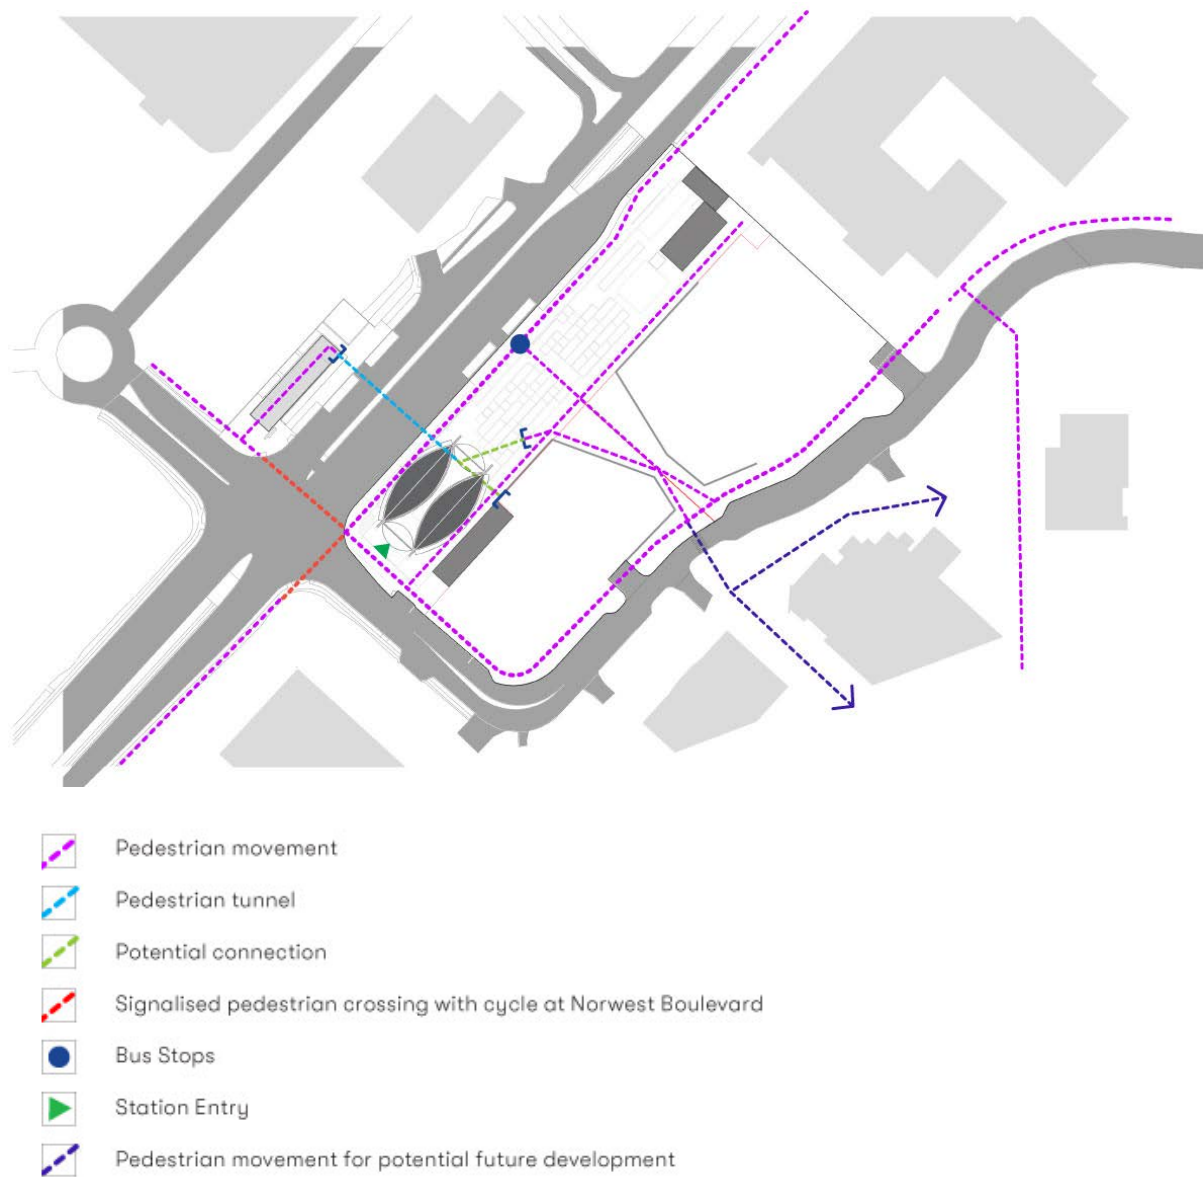 Pedestrian movement
Pedestrian tunnel
Potential connection
Signalised pedestrian crossing with cycle at Norwest Boulevard
Bus Stops
Station Entry
Pedestrian movement for potential future development